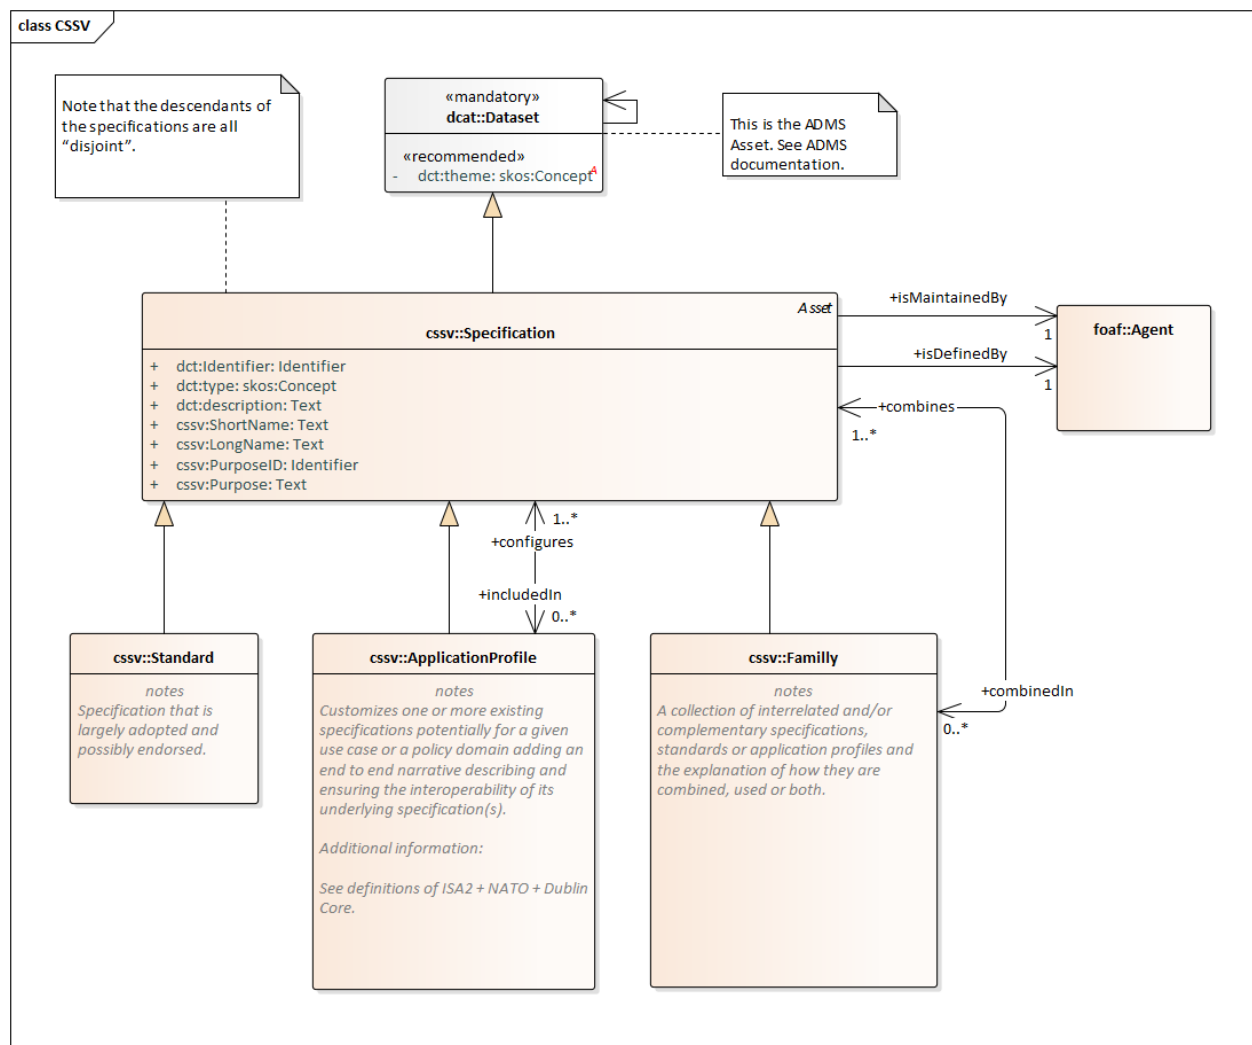 class CSSV
Note that the descendants of
the specifications are all
“disjoint”.
«mandatory»
dcat::Dataset
«recommended»
- dct:theme: skos:Concept
A
This is the ADMS
Asset. See ADMS
documentation.
Asset
cssv::Specification
+ dct:Identifier: Identifier
+ dct:type: skos:Concept
+ dct:description: Text
+ cssv:ShortName: Text
+ cssv:LongName: Text
+ cssv:PurposeID: Identifier
+ cssv:Purpose: Text
+isMaintainedBy
1
+isDefinedBy
1
foaf::Agent
+combines
1..*
1..*
+configures
+includedIn
0..*
+combinedIn
0..*
cssv::Standard
notes
Specification that is
largely adopted and
possibly endorsed.
cssv::ApplicationProfile
notes
Customizes one or more existing
specifications potentially for a given
use case or a policy domain adding an
end to end narrative describing and
ensuring the interoperability of its
underlying specification(s).
Additional information:
See definitions of ISA2 + NATO + Dublin
Core.
cssv::Familly
notes
A collection of interrelated and/or
complementary specifications,
standards or application profiles and
the explanation of how they are
combined, used or both.